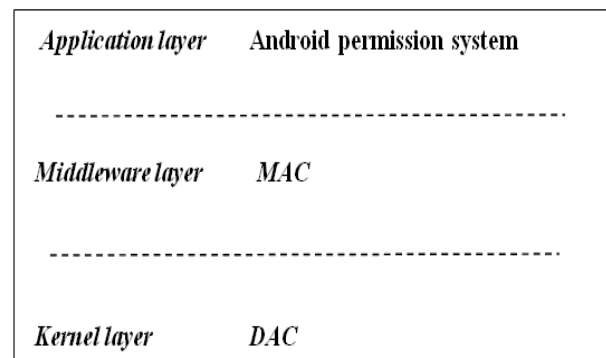 Application layer Android permission system
Middleware layer MAC
Kernel layer DAC